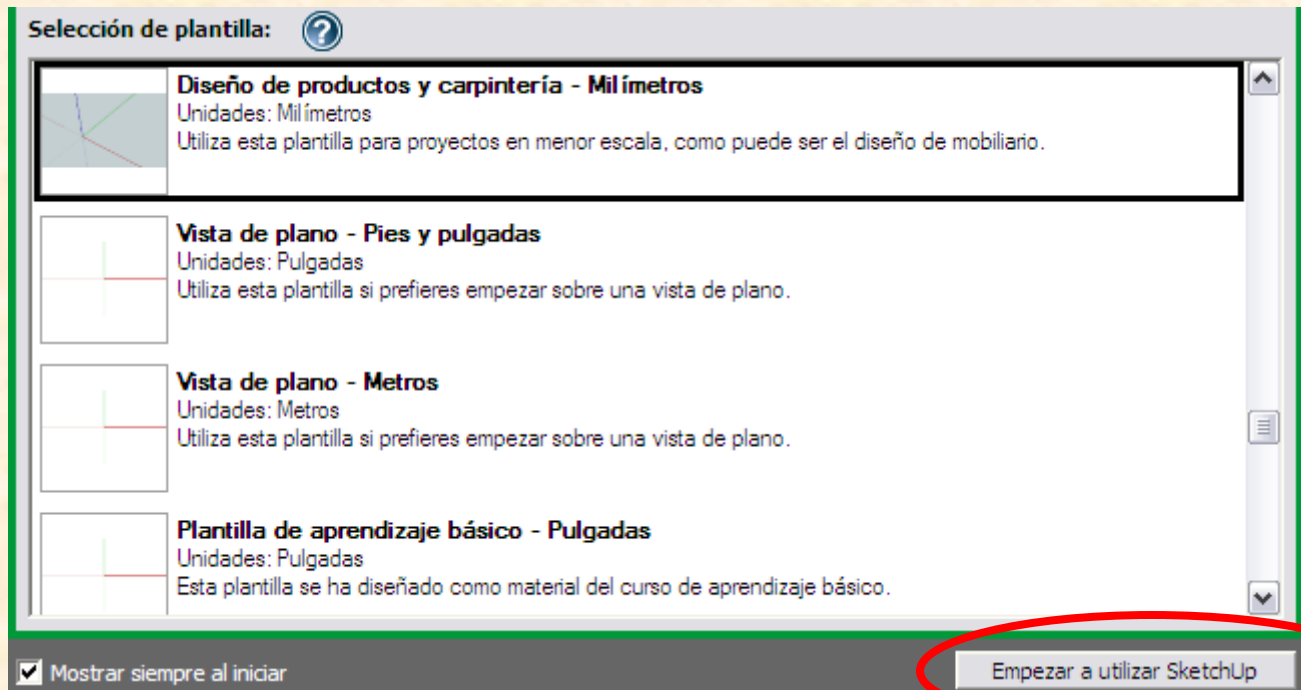 Selección de plantilla:
Diseño de productos y carpintería - Milímetros
Unidades: Milímetros
Utiliza esta plantilla para proyectos en menor escala, como puede ser el diseño de mobiliario.
Vista de plano - Pies y pulgadas
Unidades: Pulgadas
Utiliza esta plantilla si prefieres empezar sobre una vista de plano.
Vista de plano - Metros
Unidades: Metros
Utiliza esta plantilla si prefieres empezar sobre una vista de plano.
Plantilla de aprendizaje básico - Pulgadas
Unidades: Pulgadas
Esta plantilla se ha diseñado como material del curso de aprendizaje básico.
Mostrar siempre al iniciar
Empezar a utilizar SketchUp